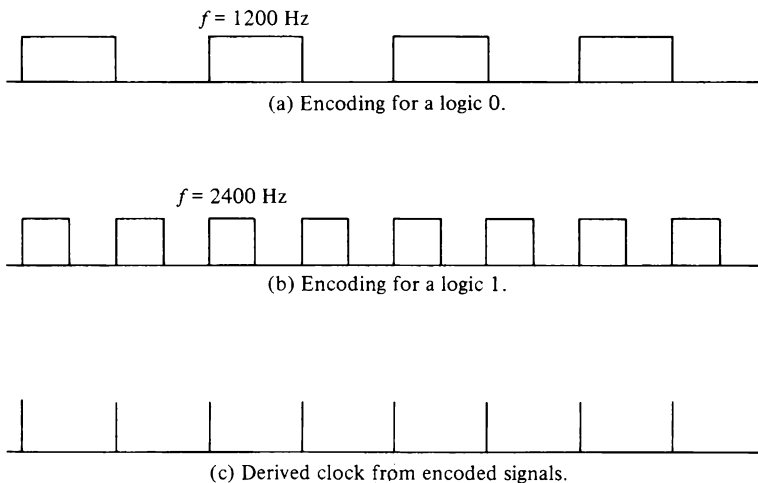 f = 1200 Hz
(a) Encoding for a logic 0.
f = 2400 Hz
(b) Encoding for a logic 1.
(c) Derived clock from encoded signals.